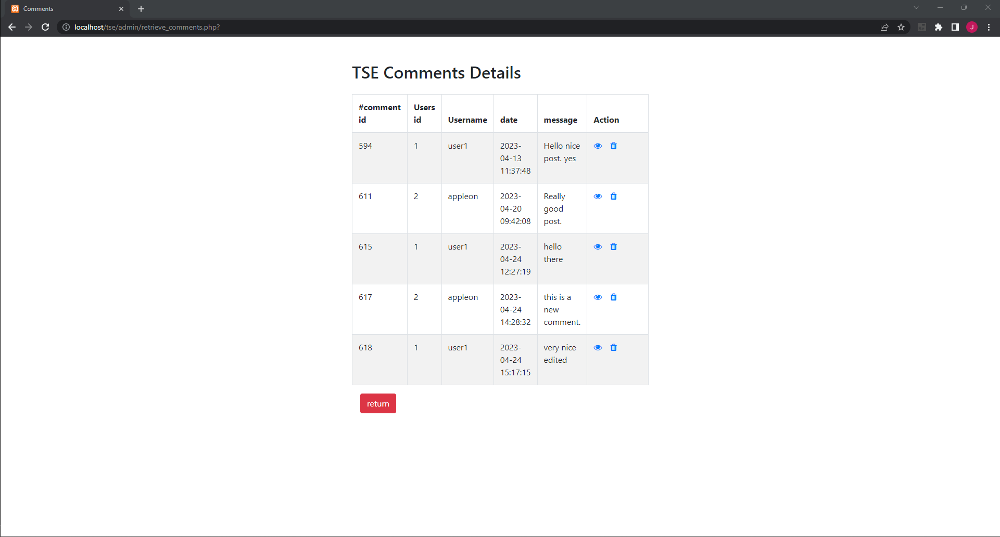 Comments
localhost/tse/admin/retrieve_comments.php?
J
TSE Comments Details
#comment
id
Users
id
Username
date
message
Action
594
1
user1
2023-
04-13
11:37:48
Hello nice
post. yes
611
2
appleon
2023-
04-20
09:42:08
Really
good
post.
615
1
user1
2023-
04-24
12:27:19
hello
there
617
2
appleon
2023-
04-24
14:28:32
this is a
new
comment.
618
1
user1
2023-
04-24
15:17:15
very nice
edited
return